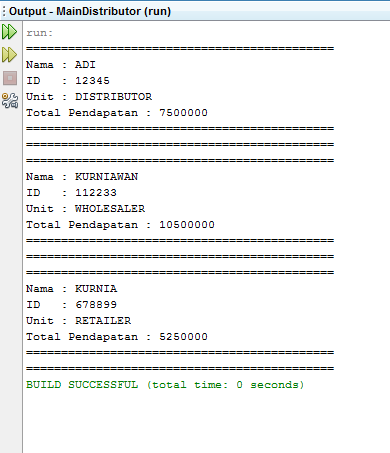 Output - MainDistributor (run)
run:
============================================
Nama : ADI
ID   : 12345
Unit : DISTRIBUTOR
Total Pendapatan : 7500000
============================================
============================================
============================================
Nama : KURNIAWAN
ID   : 112233
Unit : WHOLESALER
Total Pendapatan : 10500000
============================================
============================================
============================================
Nama : KURNIA
ID   : 678899
Unit : RETAILER
Total Pendapatan : 5250000
============================================
============================================
BUILD SUCCESSFUL (total time: 0 seconds)